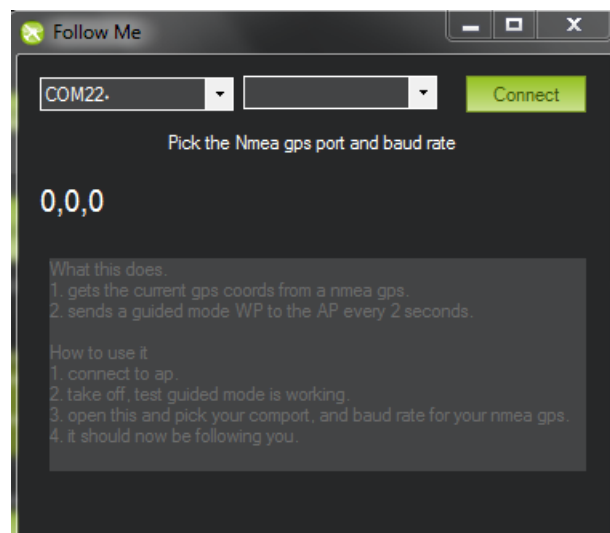 Follow Me
COM22
Connect
Pick the Nmea gps port and baud rate
0,0,0
What this does.
1. gets the current gps coords from a nmea gps.
2. sends a guided mode WP to the AP every 2 seconds.
How to use it
1. connect to ap.
2. take off, test guided mode is working.
3. open this and pick your comport, and baud rate for your nmea gps.
4. it should now be following you.